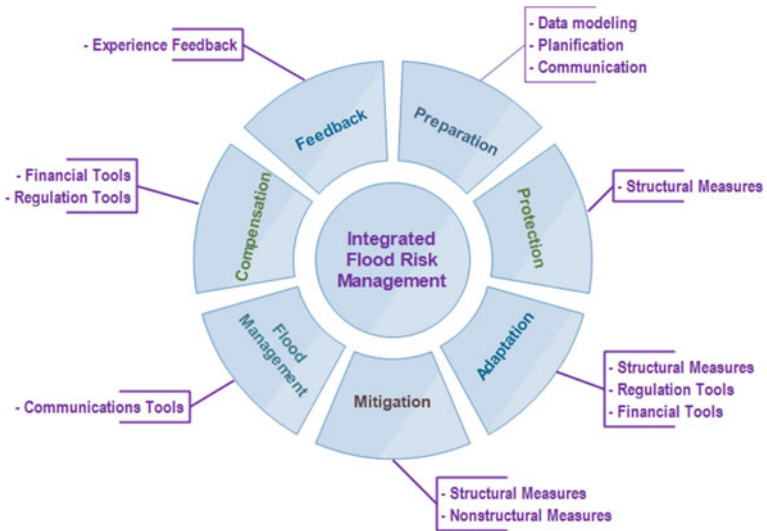 - Experience Feedback
- Data modeling
- Planification
- Communication
Feedback
Preparation
- Financial Tools
- Regulation Tools
Compensation
Protection
- Structural Measures
Integrated
Flood Risk
Management
Flood
Management
Adaptation
- Communications Tools
Mitigation
- Structural Measures
- Regulation Tools
- Financial Tools
- Structural Measures
- Nonstructural Measures